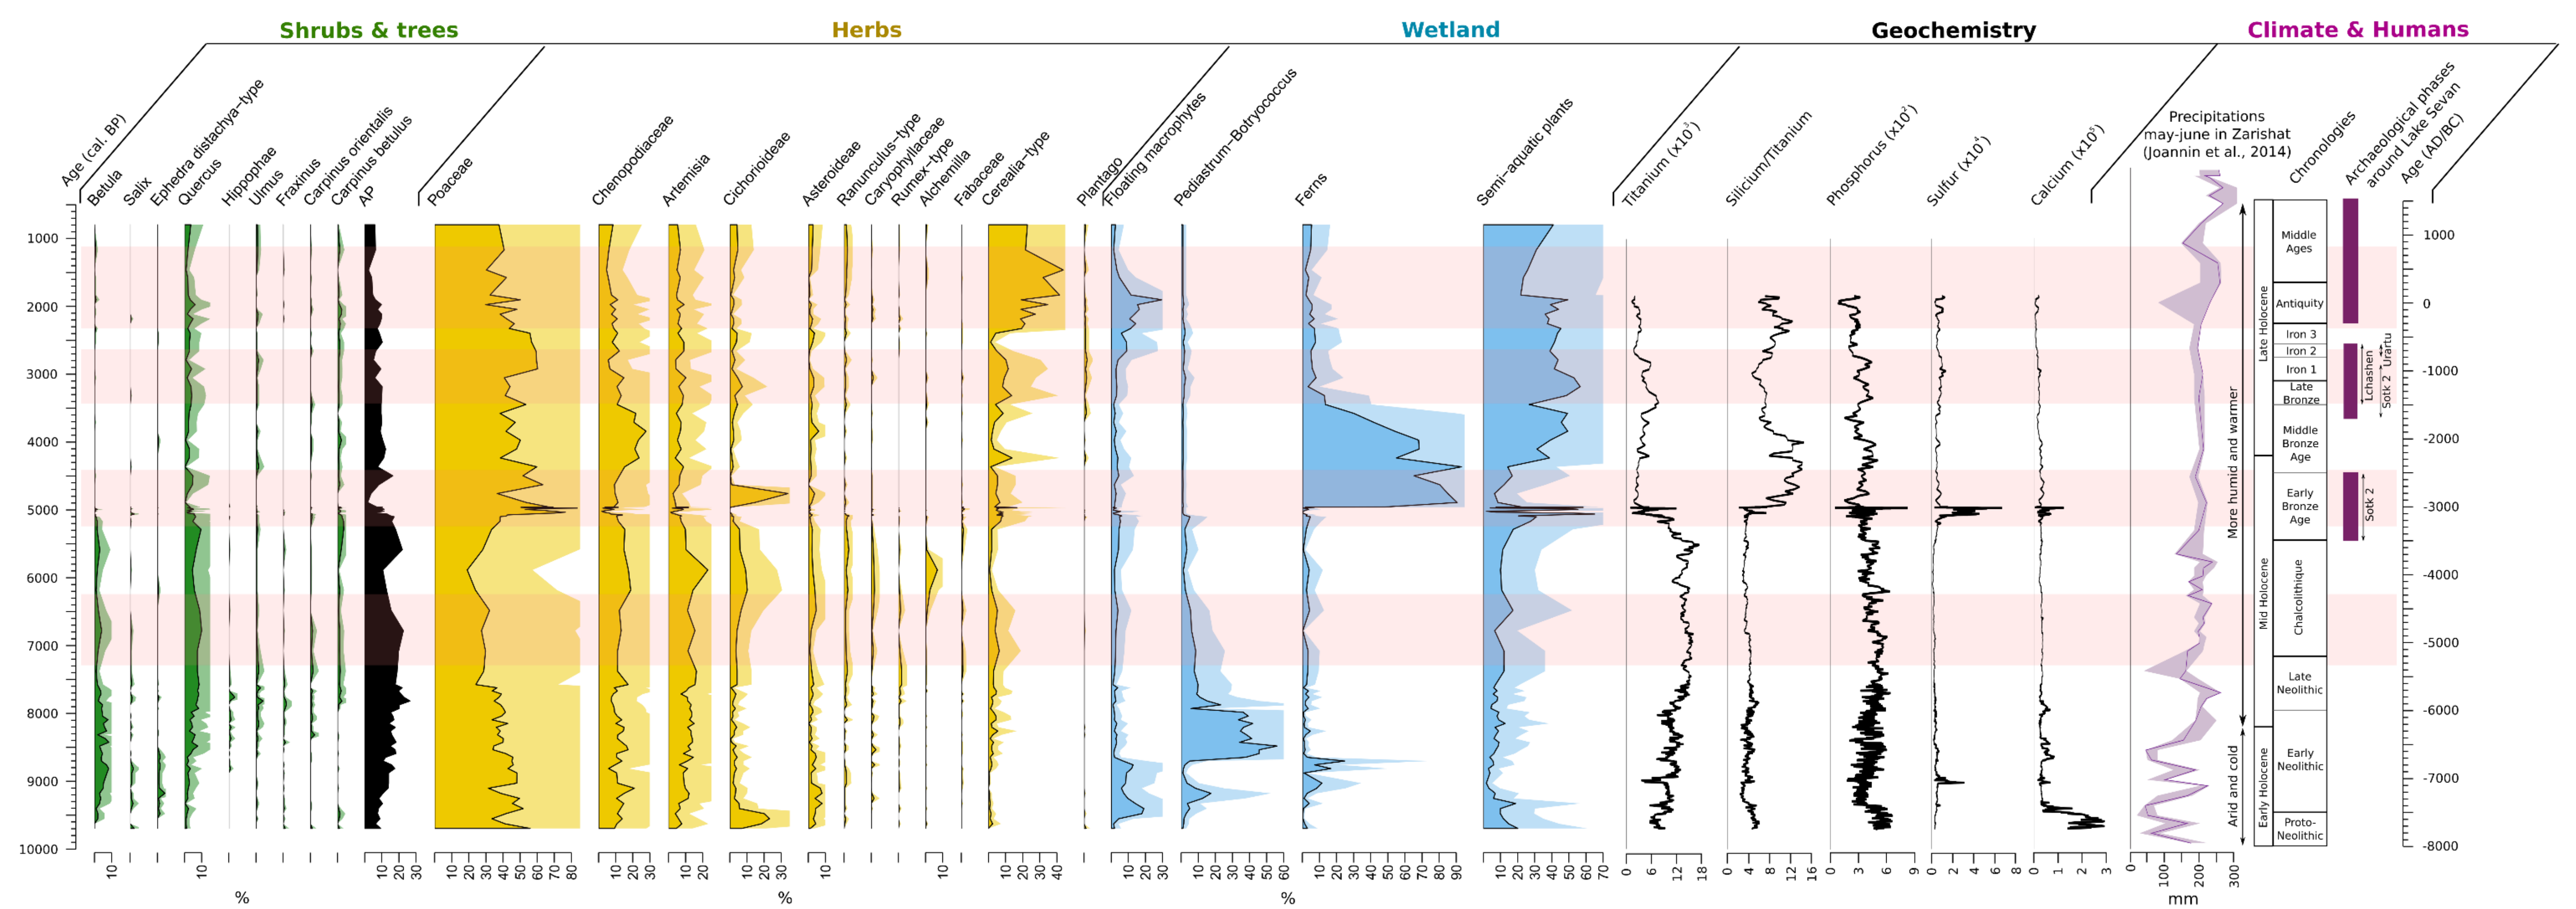 Shrubs & trees
Herbs
Wetland
Geochemistry
Climate & Humans
Age (cal. BP)
Betula
Salix
Ephedra distachya-type
Quercus
Hippophae
Ulmus
Fraxinus
Carpinus orientalis
Carpinus betulus
AP
Poaceae
Chenopodiaceae
Artemisia
Cichorioideae
Asteroideae
Ranunculus-type
Caryophyllaceae
Rumex-type
Alchemilla
Fabaceae
Cerealia-type
Plantago
Floating macrophytes
Pediastrum-Botryococcus
Ferns
Semi-aquatic plants
Titanium (x10³)
Silicium/Titanium
Phosphorus (x10²)
Sulfur (x10⁴)
Calcium (x10⁵)
Precipitations
may-june in Zarishat
(Joannin et al., 2014)
Chronologies
Archaeological phases
around Lake Sevan
Age (AD/BC)
1000
2000
3000
4000
5000
6000
7000
8000
9000
10000
More humid and warmer
Arid and cold
Late Holocene
Mid Holocene
Early Holocene
Middle
Ages
Antiquity
Iron 3
Iron 2
Iron 1
Late
Bronze
Middle
Bronze
Age
Early
Bronze
Age
Chalcolithique
Late
Neolithic
Early
Neolithic
Proto-
Neolithic
Lchashen
Urartu
Sotk 2
Sotk 2
1000
0
-1000
-2000
-3000
-4000
-5000
-6000
-7000
-8000
10
10
10 20 30
10 20 30 40 50 60 70 80
10 20 30
10 20
10 20 30
10
10
10 20 30 40
10 20 30
10 20 30 40 50 60
10 20 30 40 50 60 70 80 90
10 20 30 40 50 60 70
0 6 12 18
0 4 8 12 16
0 3 6 9
0 2 4 6 8
0 1 2 3
0 100 200 300
%
%
%
mm